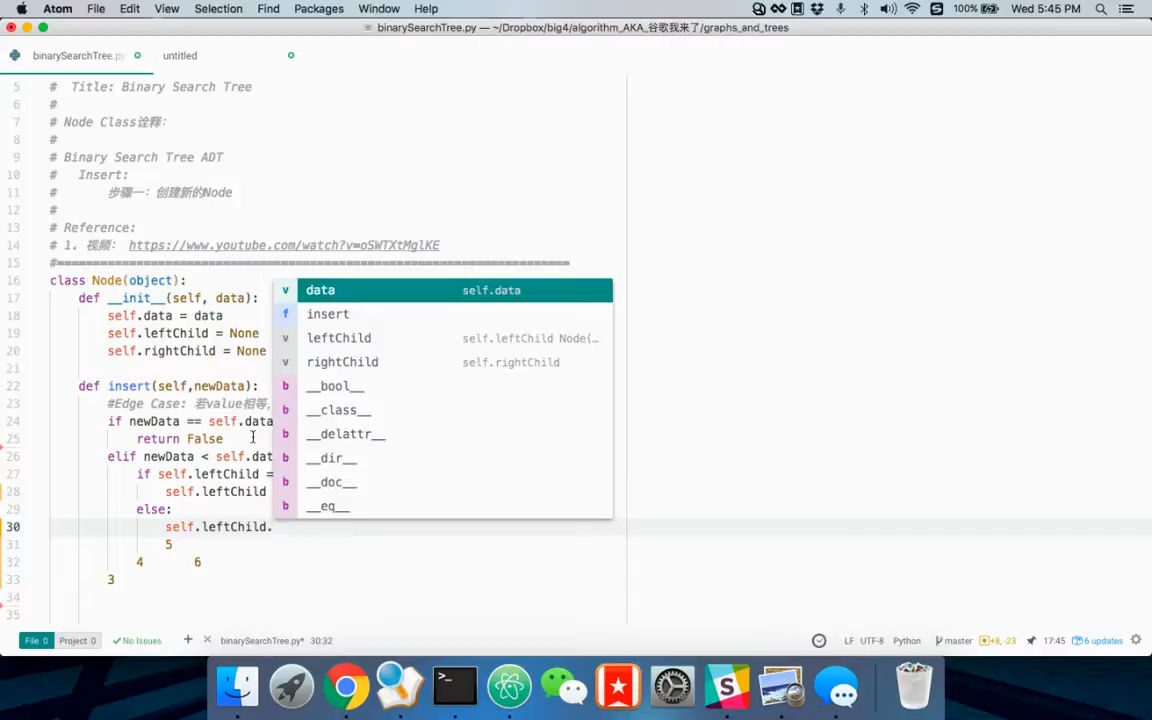 Atom File Edit View Selection Find Packages Window Help 100% Wed 5:45 PM
binarySearchTree.py — ~/Dropbox/big4/algorithm_AKA_谷歌我来了/graphs_and_trees
binarySearchTree.py untitled
5 # Title: Binary Search Tree
6 #
7 # Node Class诠释:
8 #
9 # Binary Search Tree ADT
10 # Insert:
11 # 步骤一: 创建新的Node
12 #
13 # Reference:
14 # 1. 视频: https://www.youtube.com/watch?v=oSWTXtMglKE
15 #========================================================================
16 class Node(object):
17 def __init__(self, data):
18 self.data = data
19 self.leftChild = None
20 self.rightChild = None
21
22 def insert(self,newData):
23 #Edge Case: 若value相等,
24 if newData == self.data
25 return False
26 elif newData < self.dat
27 if self.leftChild =
28 self.leftChild
29 else:
30 self.leftChild.
31 5
32 4 6
33 3
34
35
v data self.data
f insert
v leftChild self.leftChild Node(…
v rightChild self.rightChild
b __bool__
b __class__
b __delattr__
b __dir__
b __doc__
b __eq__
File 0 Project 0 No Issues + × binarySearchTree.py* 30:32 LF UTF-8 Python master +8, -23 17:45 6 updates